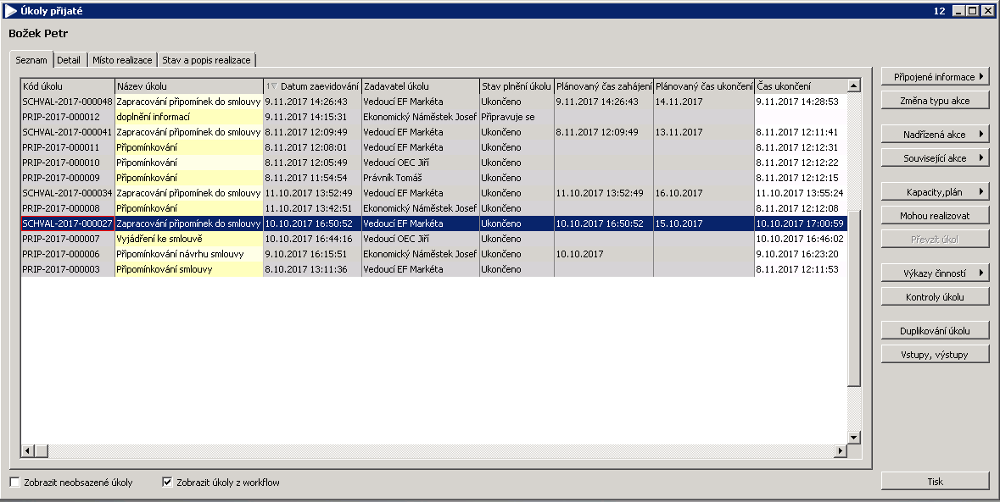 Úkoly přijaté 12
Božek Petr
Seznam Detail Místo realizace Stav a popis realizace
Kód úkolu Název úkolu 1 Datum zaevidování Zadavatel úkolu Stav plnění úkolu Plánovaný čas zahájení Plánovaný čas ukončení Čas ukončení
SCHVAL-2017-000048 Zapracování připomínek do smlouvy 9.11.2017 14:26:43 Vedoucí EF Markéta Ukončeno 9.11.2017 14:26:43 14.11.2017 9.11.2017 14:28:53
PRIP-2017-000012 doplnění informací 9.11.2017 14:15:31 Ekonomický Náměstek Josef Připravuje se
SCHVAL-2017-000041 Zapracování připomínek do smlouvy 8.11.2017 12:09:49 Vedoucí EF Markéta Ukončeno 8.11.2017 12:09:49 13.11.2017 8.11.2017 12:11:41
PRIP-2017-000011 Připomínkování 8.11.2017 12:08:01 Vedoucí EF Markéta Ukončeno 8.11.2017 12:12:31
PRIP-2017-000010 Připomínkování 8.11.2017 12:05:49 Vedoucí OEC Jiří Ukončeno 8.11.2017 12:12:22
PRIP-2017-000009 Připomínkování 8.11.2017 11:54:54 Právník Tomáš Ukončeno 8.11.2017 12:12:15
SCHVAL-2017-000034 Zapracování připomínek do smlouvy 11.10.2017 13:52:49 Vedoucí EF Markéta Ukončeno 11.10.2017 13:52:49 16.10.2017 11.10.2017 13:55:24
PRIP-2017-000008 Připomínkování 11.10.2017 13:42:51 Ekonomický Náměstek Josef Ukončeno 8.11.2017 12:12:08
SCHVAL-2017-000027 Zapracování připomínek do smlouvy 10.10.2017 16:50:52 Vedoucí EF Markéta Ukončeno 10.10.2017 16:50:52 15.10.2017 10.10.2017 17:00:59
PRIP-2017-000007 Vyjádření ke smlouvě 10.10.2017 16:44:16 Vedoucí OEC Jiří Ukončeno 10.10.2017 16:46:02
PRIP-2017-000006 Připomínkování návrhu smlouvy 9.10.2017 16:15:51 Ekonomický Náměstek Josef Ukončeno 10.10.2017 9.10.2017 16:23:20
PRIP-2017-000003 Připomínkování smlouvy 8.10.2017 13:11:36 Vedoucí EF Markéta Ukončeno 8.11.2017 12:11:53
Připojené informace
Změna typu akce
Nadřízená akce
Související akce
Kapacity,plán
Mohou realizovat
Převzít úkol
Výkazy činností
Kontroly úkolu
Duplikování úkolu
Vstupy, výstupy
Zobrazit neobsazené úkoly Zobrazit úkoly z workflow
Tisk